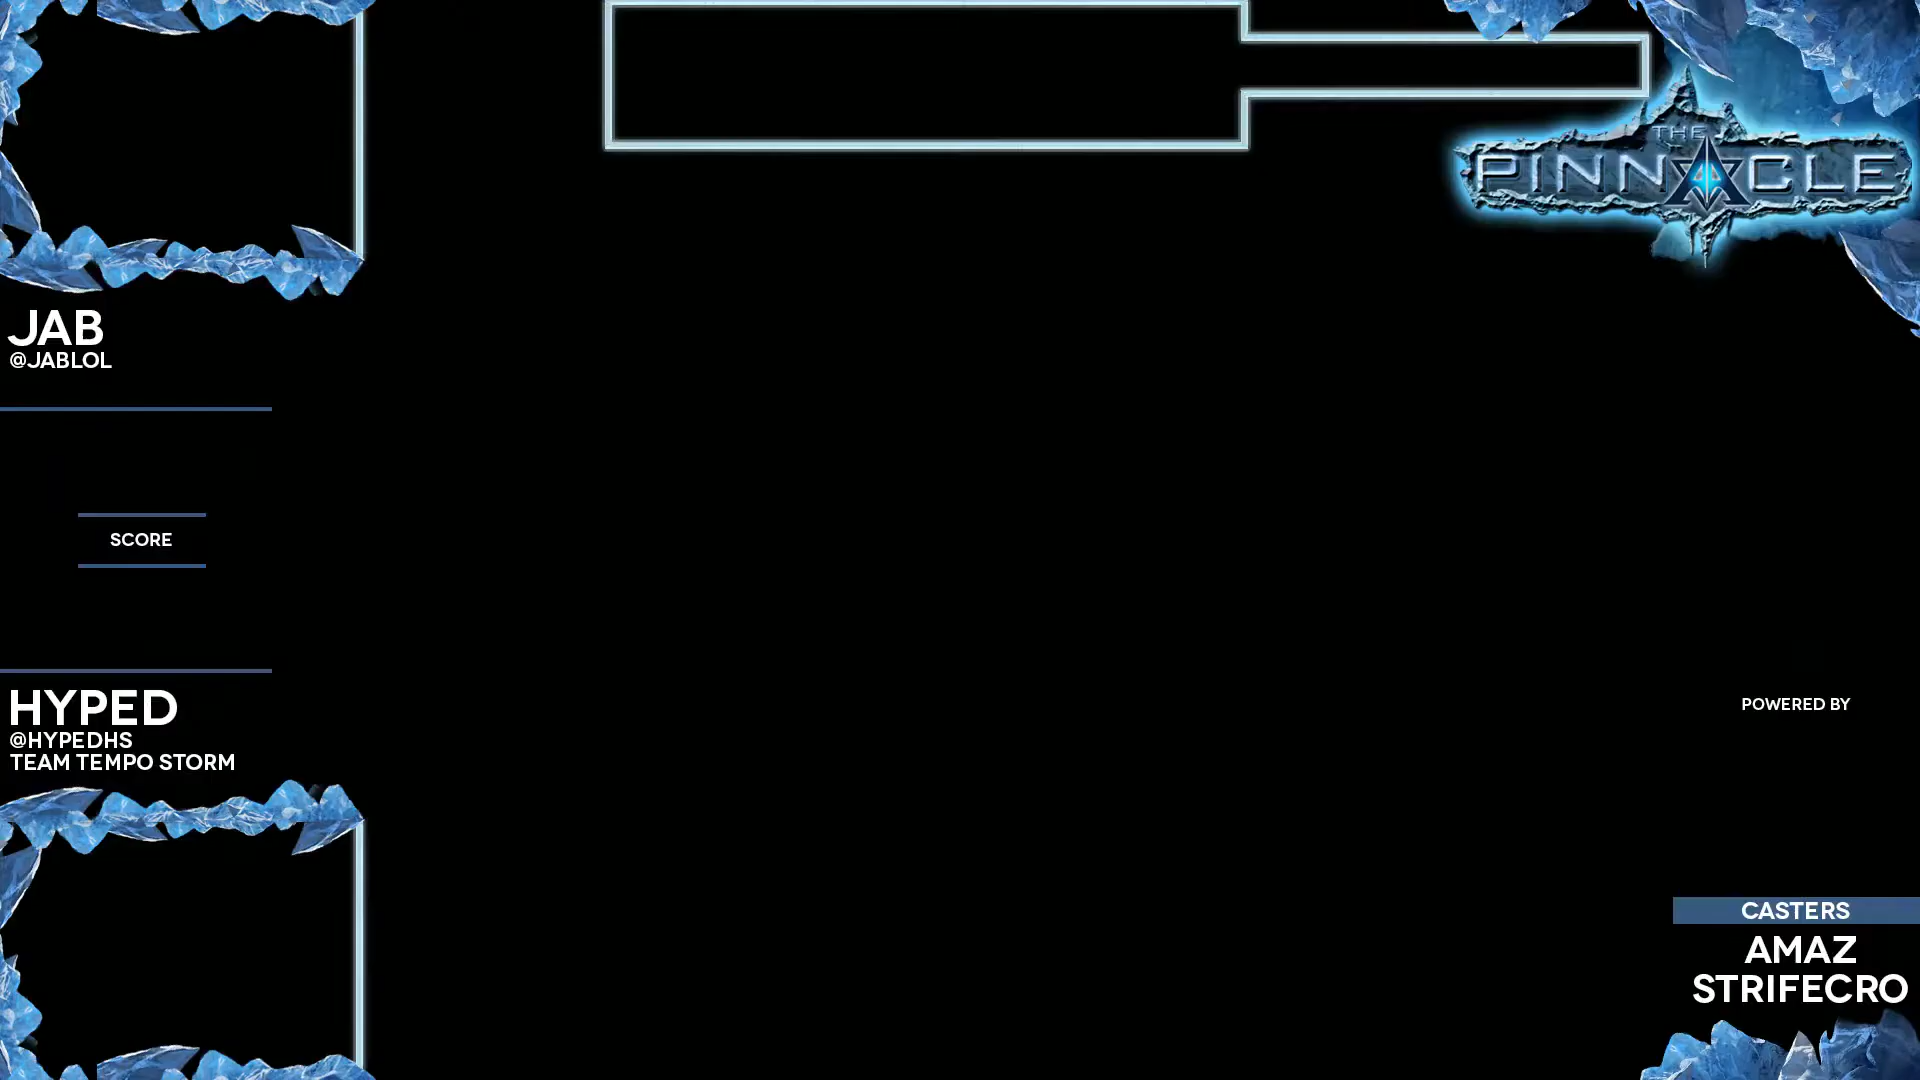 THE
PINNACLE
JAB
@JABLOL
SCORE
HYPED
@HYPEDHS
TEAM TEMPO STORM
POWERED BY
CASTERS
AMAZ
STRIFECRO